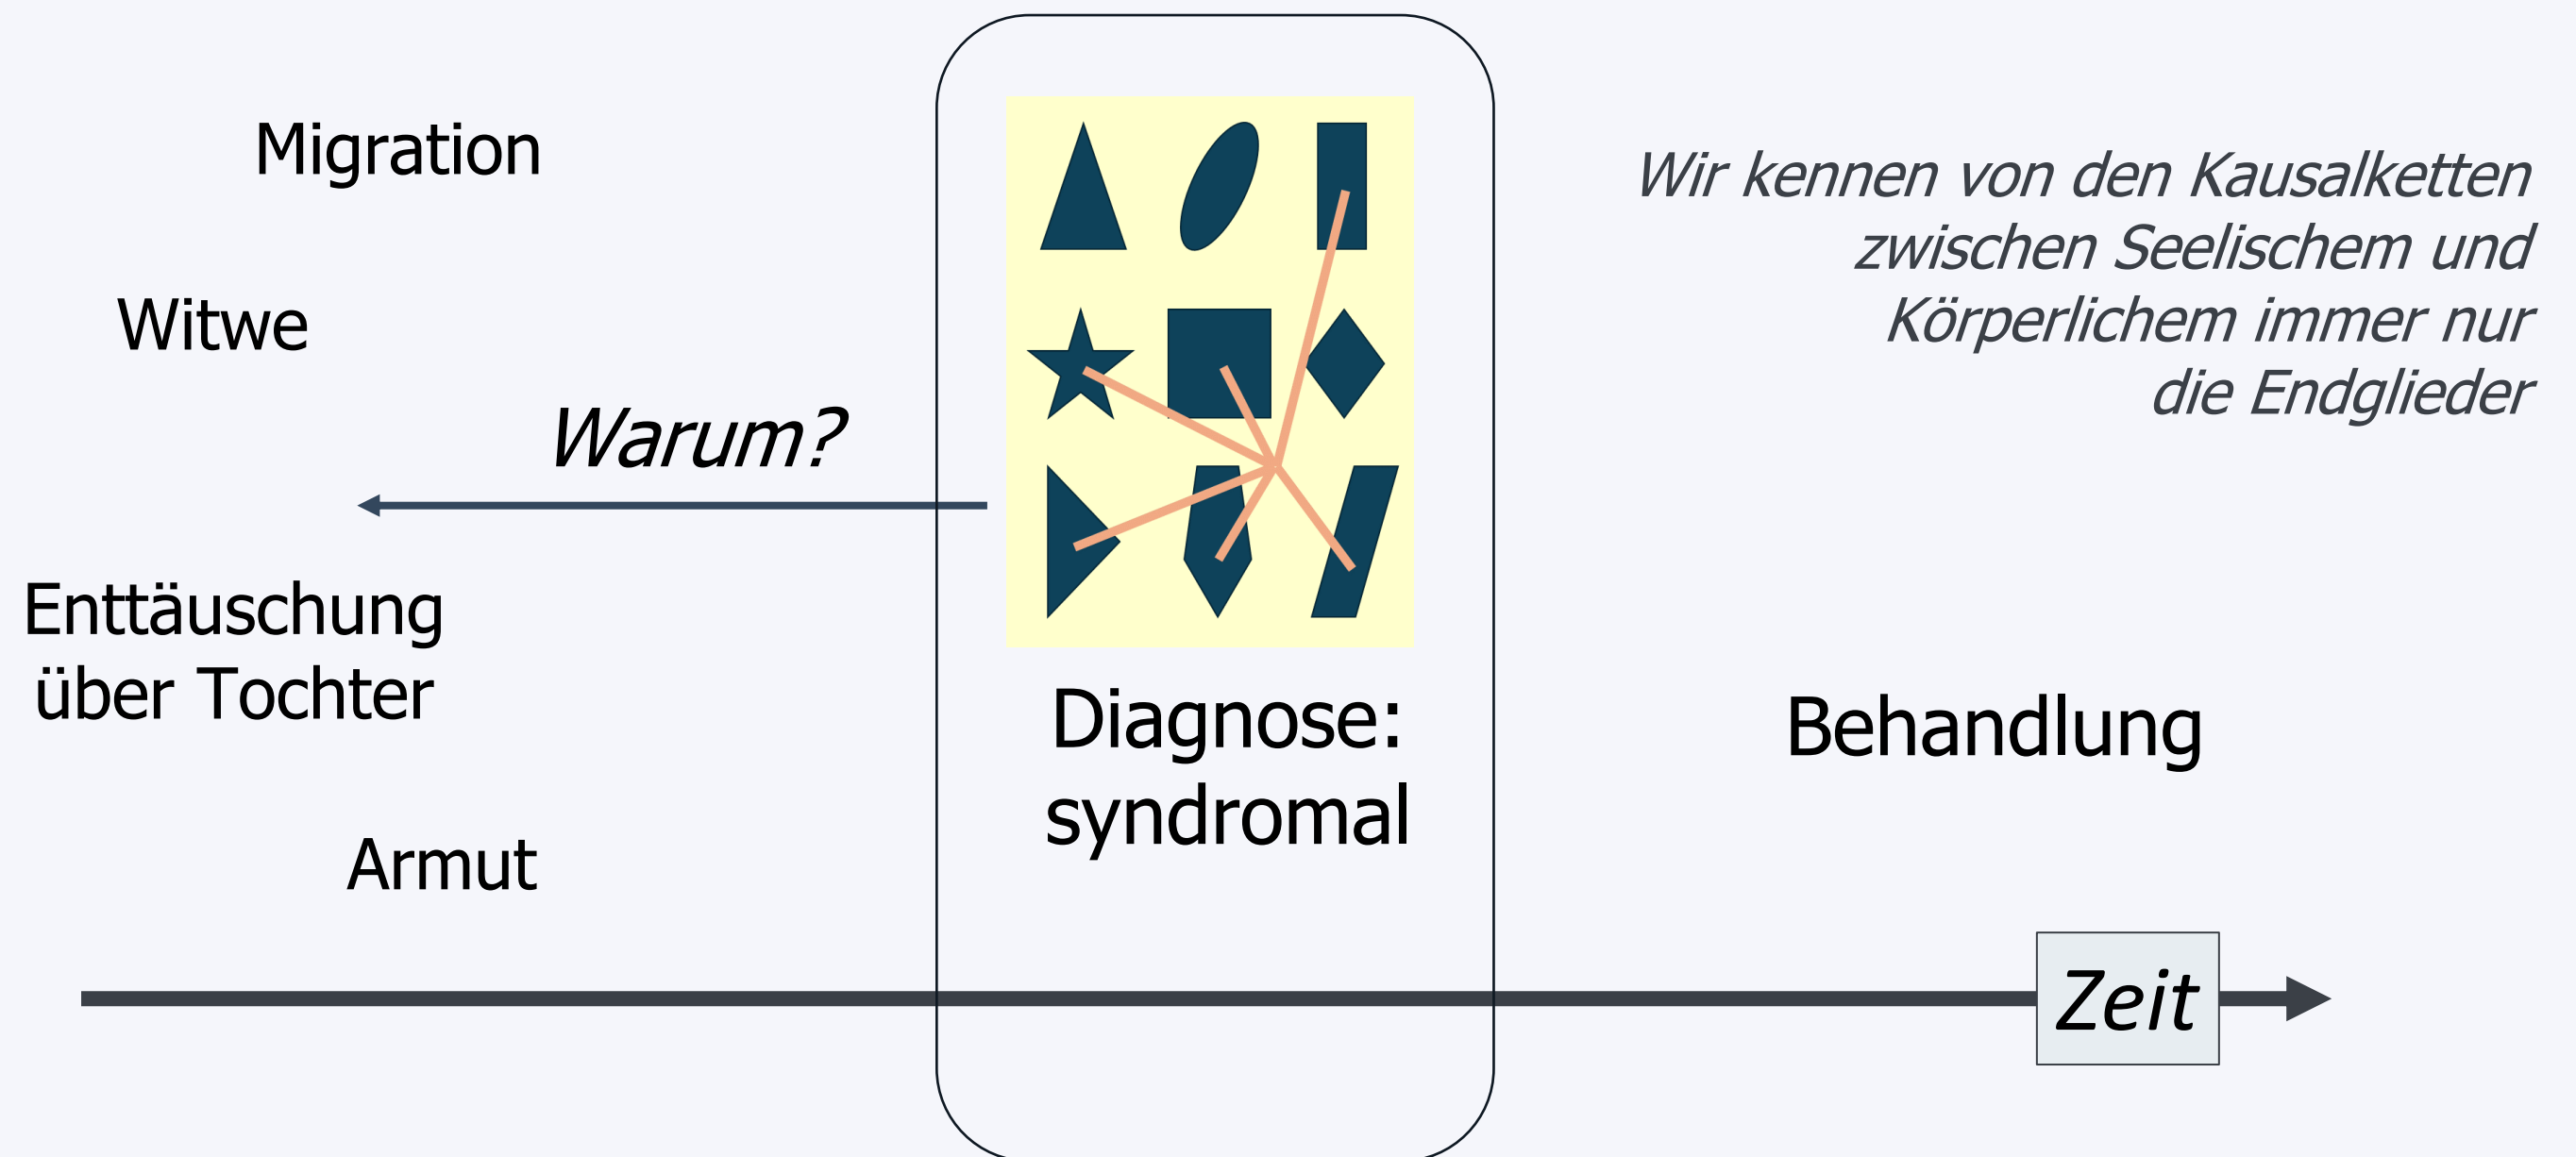 Migration
Witwe
Warum?
Enttäuschung
über Tochter
Armut
Diagnose:
syndromal
Wir kennen von den Kausalketten
zwischen Seelischem und
Körperlichem immer nur
die Endglieder
Behandlung
Zeit